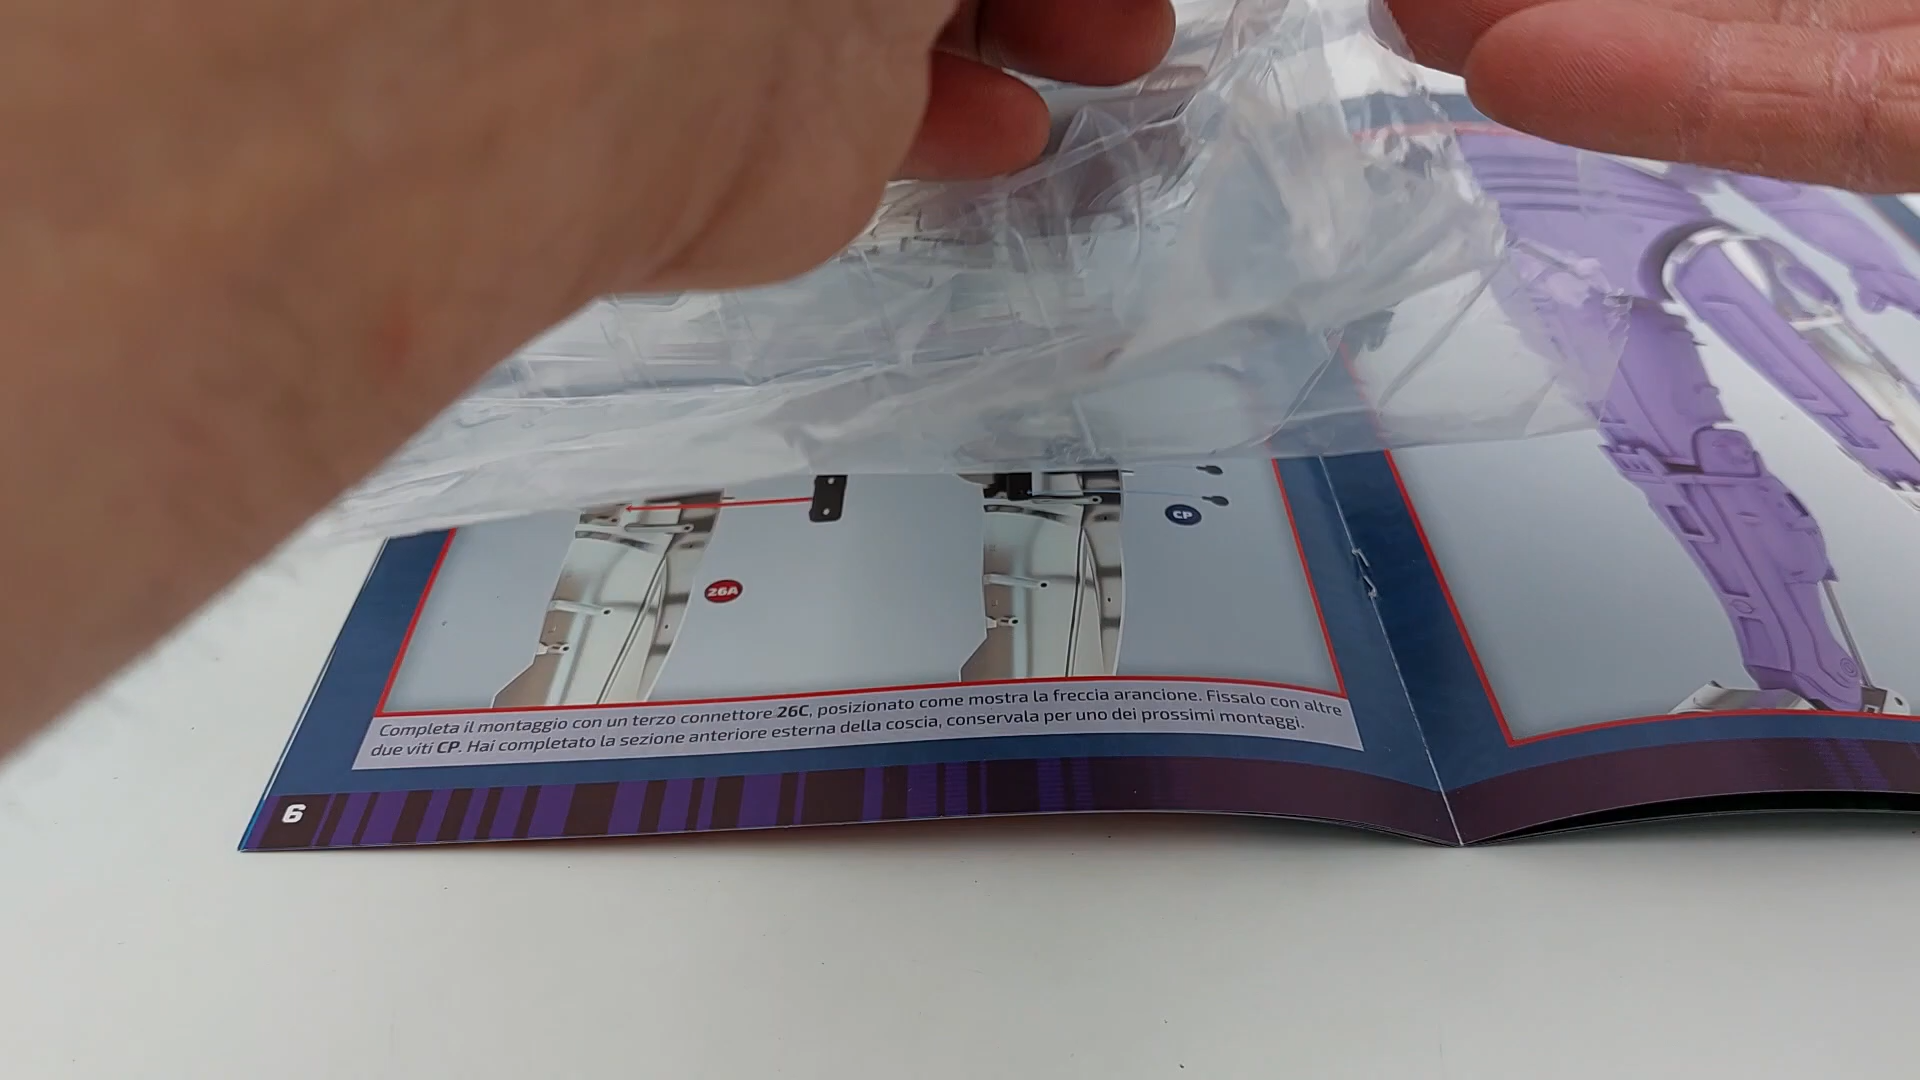 CP
26A
Completa il montaggio con un terzo connettore 26C, posizionato come mostra la freccia arancione. Fissalo con altre
due viti CP. Hai completato la sezione anteriore esterna della coscia, conservala per uno dei prossimi montaggi.
6